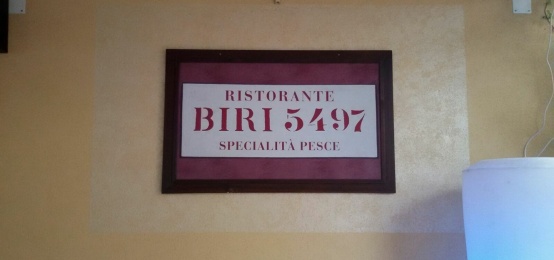 RISTORANTE
BIRI 5497
SPECIALITÀ PESCE